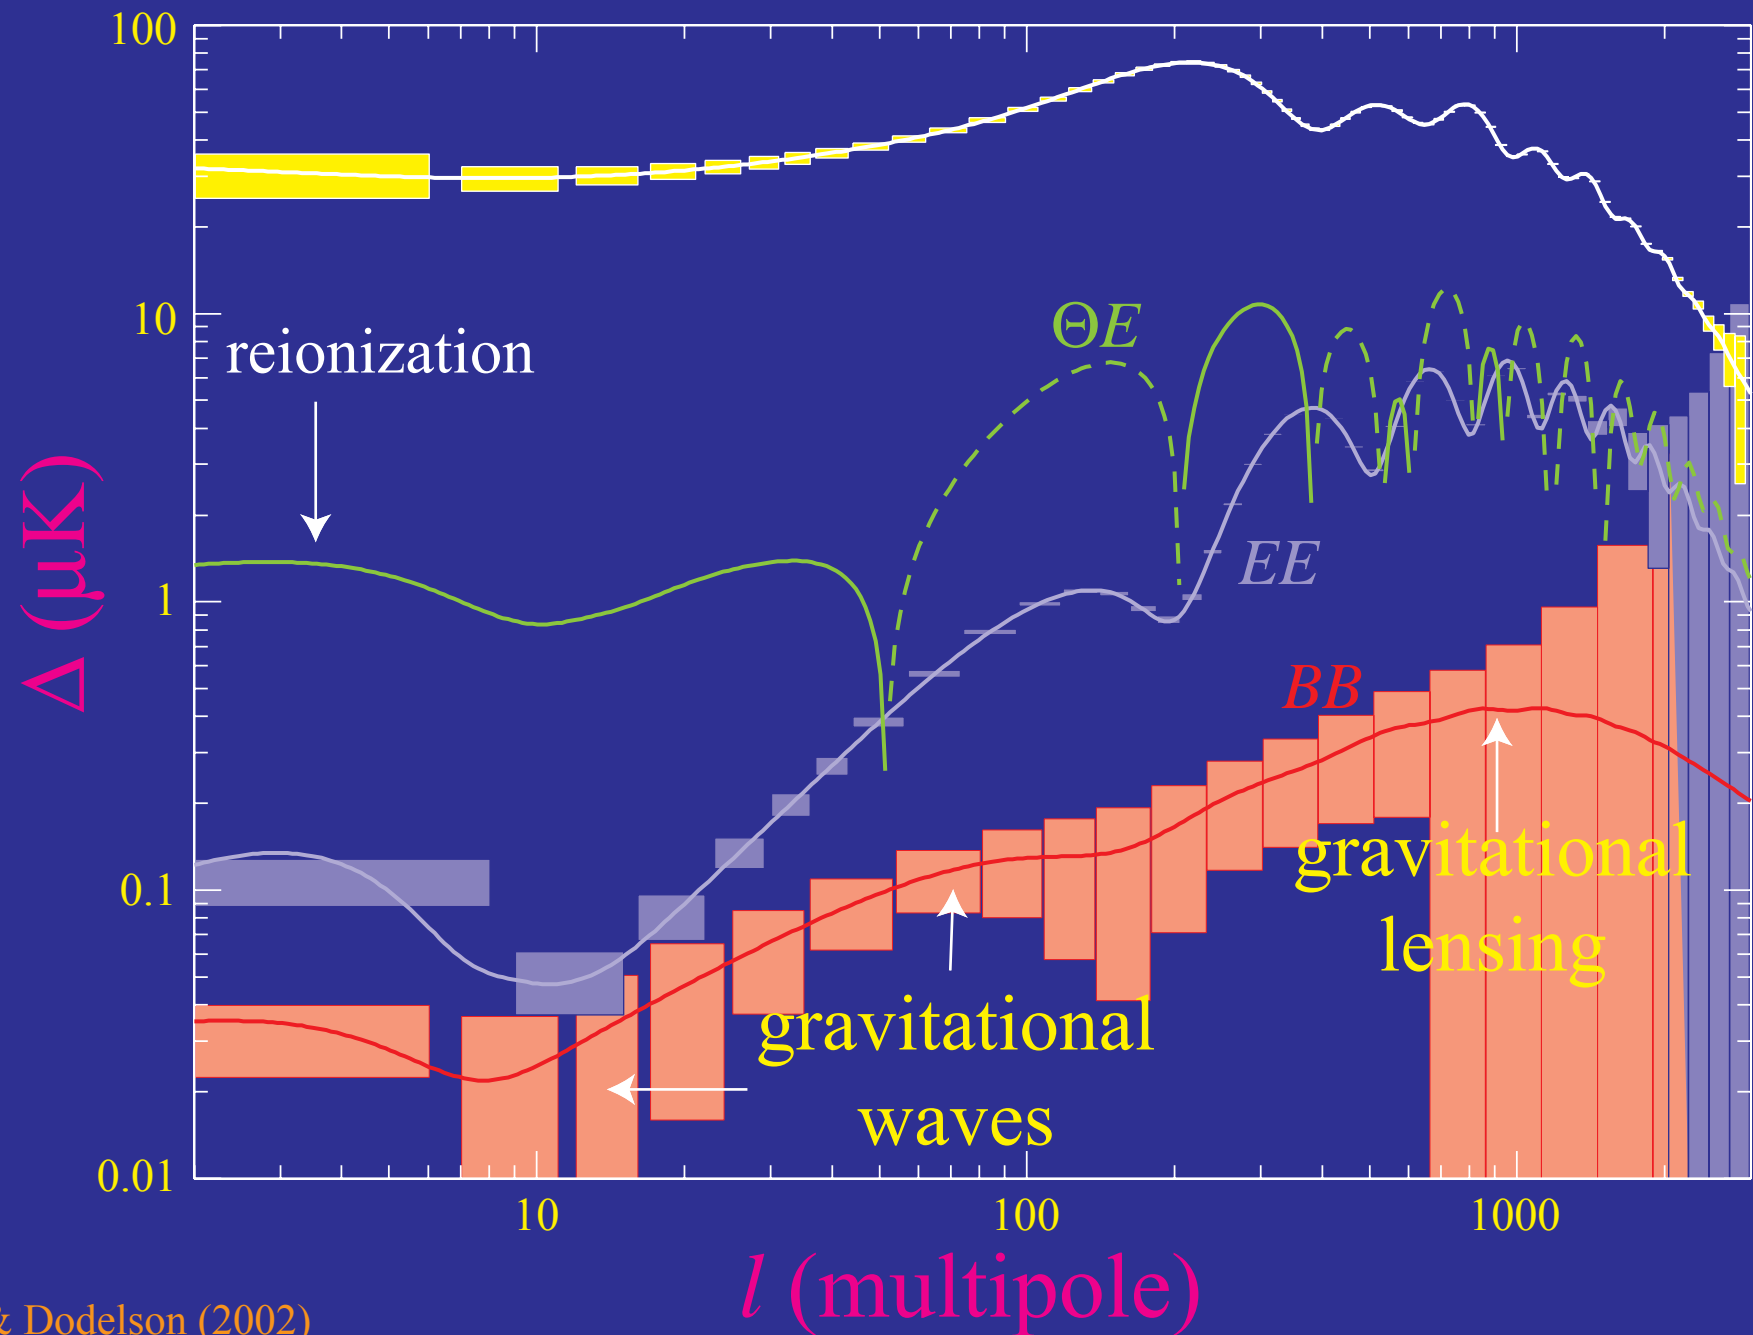 100
10
1
0.1
0.01
Δ (μK)
reionization
ΘE
EE
BB
gravitational
lensing
gravitational
waves
10
100
1000
l (multipole)
& Dodelson (2002)